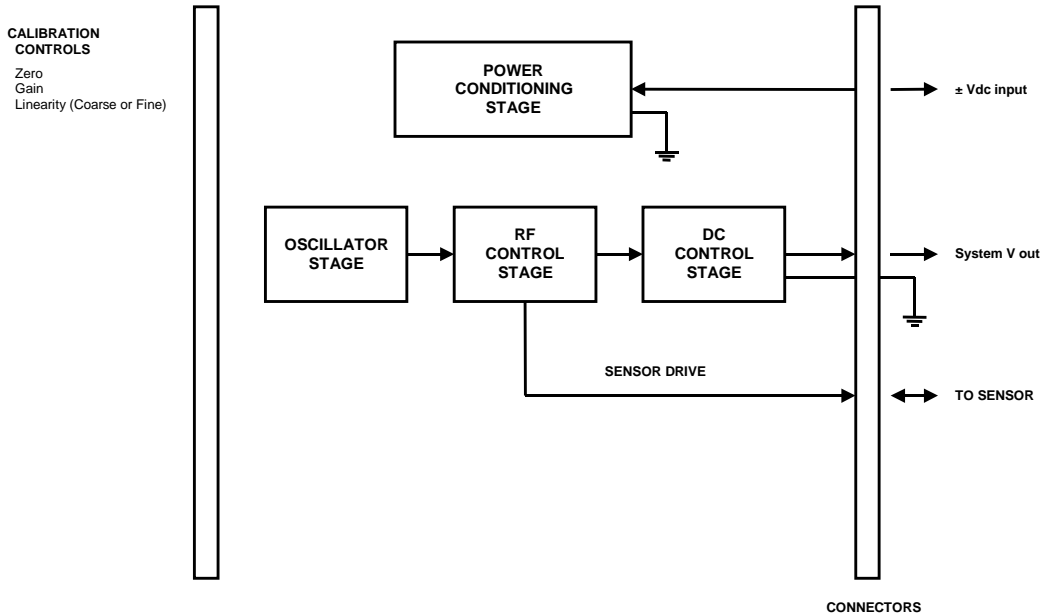 CALIBRATION
CONTROLS
Zero
Gain
Linearity (Coarse or Fine)
POWER
CONDITIONING
STAGE
± Vdc input
OSCILLATOR
STAGE
RF
CONTROL
STAGE
DC
CONTROL
STAGE
System V out
SENSOR DRIVE
TO SENSOR
CONNECTORS